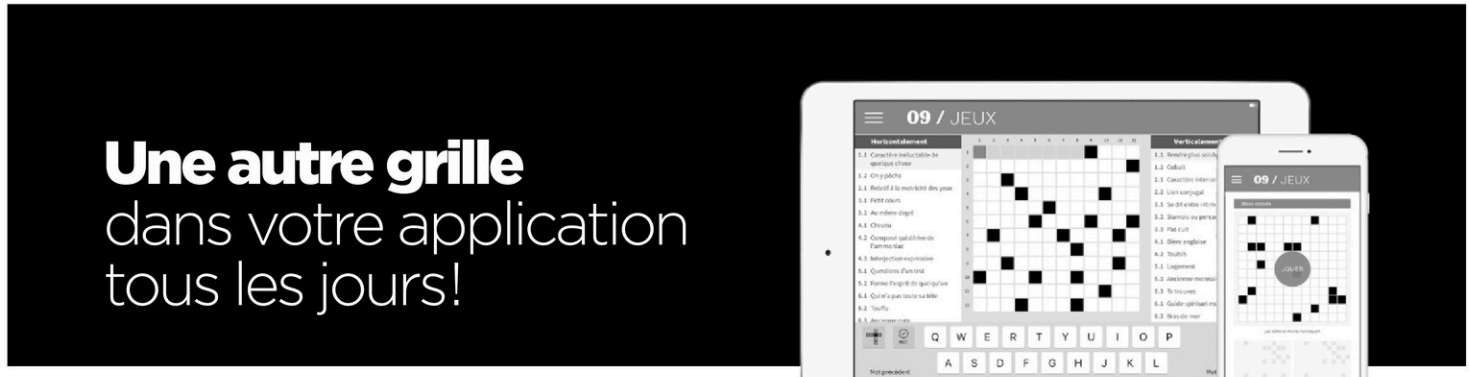 Une autre grille
dans votre application
tous les jours!
09 / JEUX
Horizontalement
1.1 Caractère inéluctable de
quelque chose
1.2 On y pêche
2.1 Relatif à la motricité des yeux
3.1 Petit cours
3.2 Au même degré
4.1 Cheveu
4.2 Composé qui dérive de
l'ammoniac
4.3 Interjection expressive
5.1 Questions d'un test
5.2 Forme l'esprit de quelqu'un
6.1 Qui n'a pas toute sa tête
6.2 Touffu
1.2 Cobalt
2.1 Caractère intense
2.2 Lien conjugal
3.1 Se dit entre intimes
3.3 Pas cuit
4.1 Bière anglaise
4.2 Toubib
5.1 Logement
5.3 Te trouves
6.2 Bras de mer
Q W E R T Y U I O P
A S D F G H J K L
Mot précédent
09 / JEUX
Mots croisés
JOUER